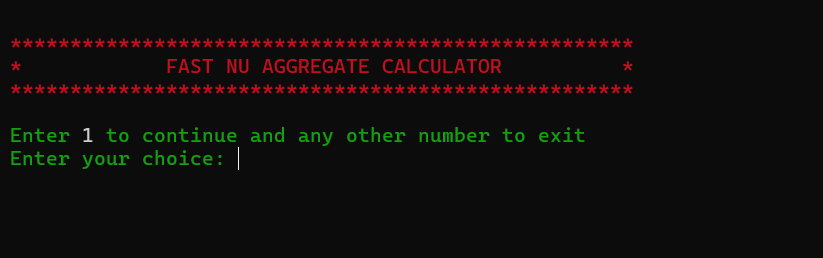 ****************************************************
*            FAST NU AGGREGATE CALCULATOR          *
****************************************************
Enter 1 to continue and any other number to exit
Enter your choice: